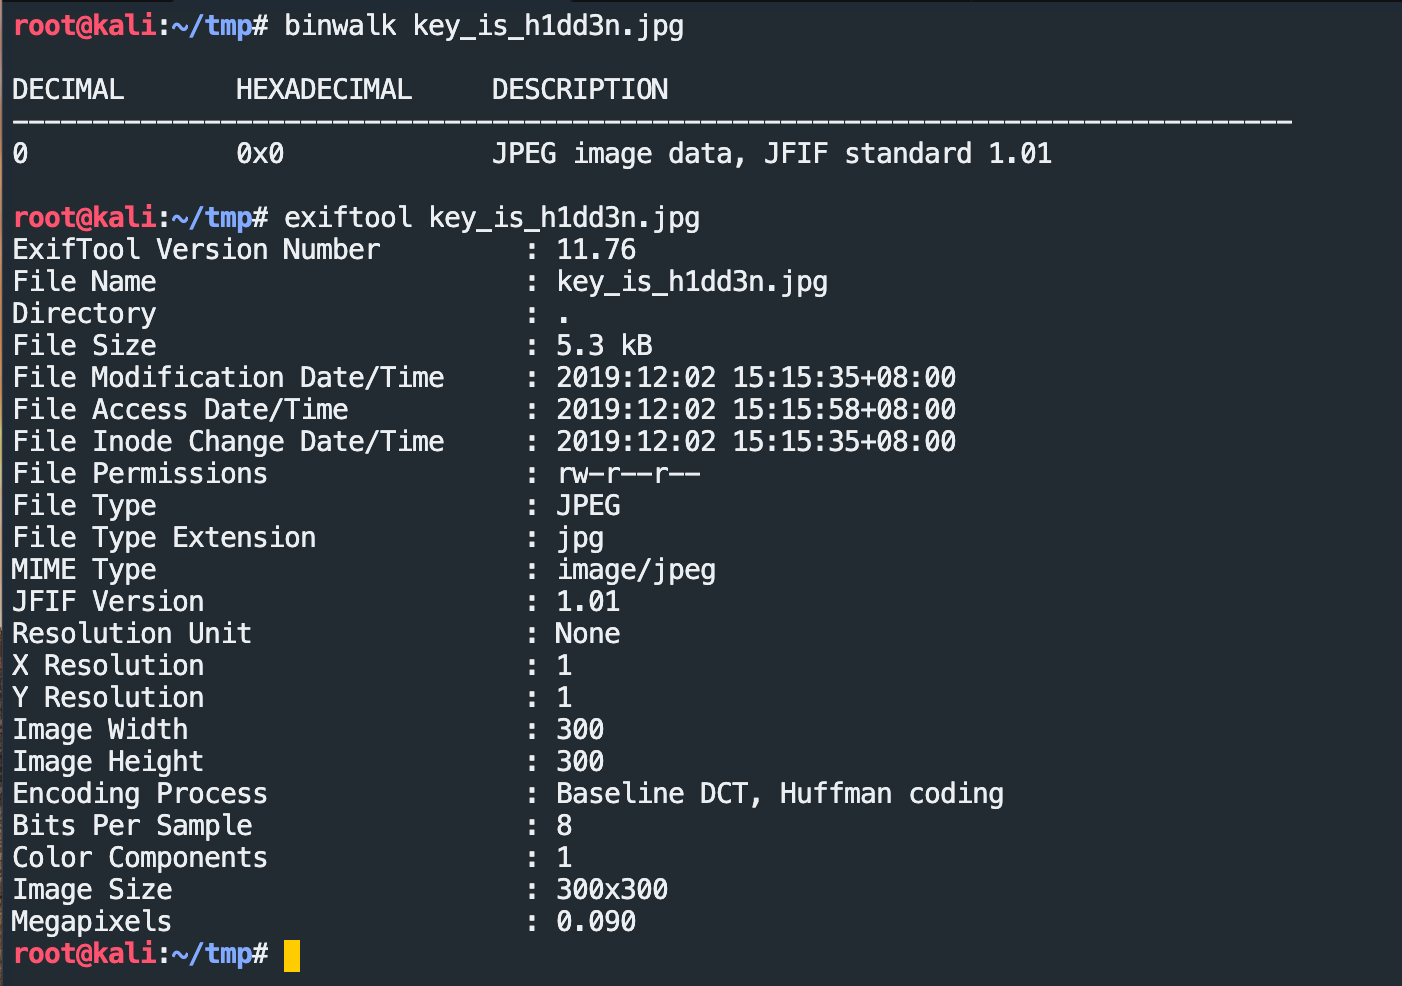 root@kali:~/tmp# binwalk key_is_h1dd3n.jpg
DECIMAL       HEXADECIMAL     DESCRIPTION
--------------------------------------------------------------------------------
0             0x0             JPEG image data, JFIF standard 1.01
root@kali:~/tmp# exiftool key_is_h1dd3n.jpg
ExifTool Version Number         : 11.76
File Name                       : key_is_h1dd3n.jpg
Directory                       : .
File Size                       : 5.3 kB
File Modification Date/Time     : 2019:12:02 15:15:35+08:00
File Access Date/Time           : 2019:12:02 15:15:58+08:00
File Inode Change Date/Time     : 2019:12:02 15:15:35+08:00
File Permissions                : rw-r--r--
File Type                       : JPEG
File Type Extension             : jpg
MIME Type                       : image/jpeg
JFIF Version                    : 1.01
Resolution Unit                 : None
X Resolution                    : 1
Y Resolution                    : 1
Image Width                     : 300
Image Height                    : 300
Encoding Process                : Baseline DCT, Huffman coding
Bits Per Sample                 : 8
Color Components                : 1
Image Size                      : 300x300
Megapixels                      : 0.090
root@kali:~/tmp#